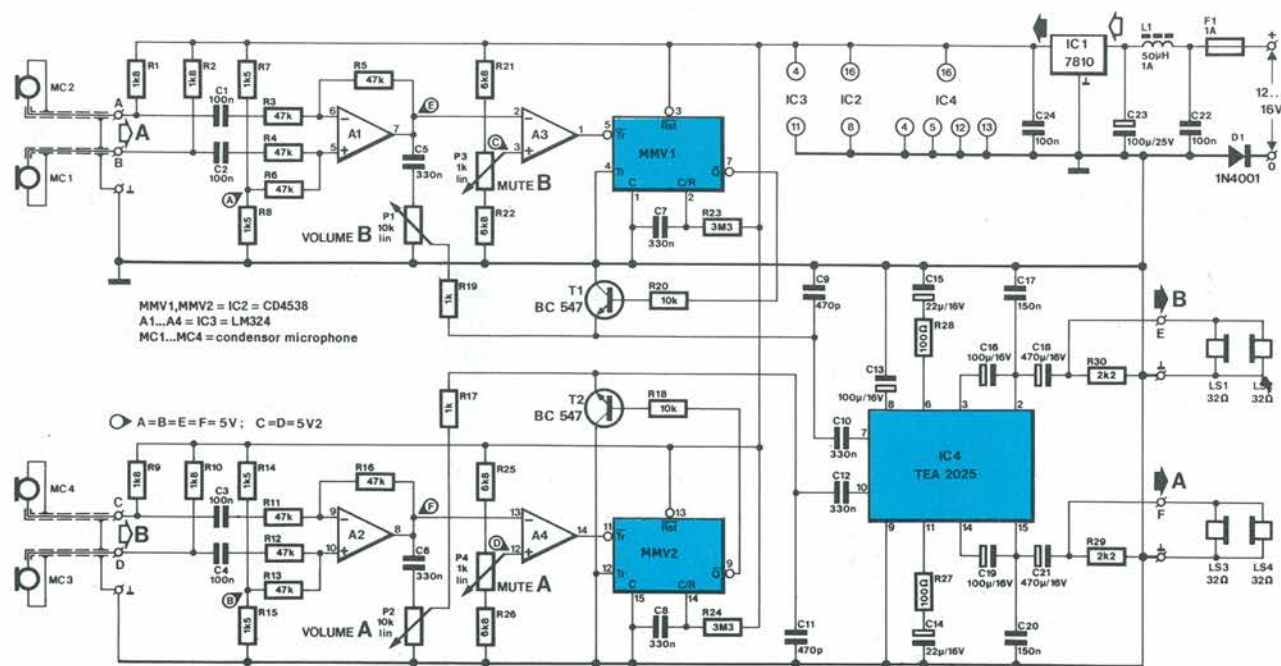 R1
1k8
R2
1k8
R7
1k5
R5
47k
R21
6k8
MC2
A
C1
100n
R3
47k
6
A1
7
E
2
A3
1
3
C
3
5
Tr
Rst
MMV1
7
Q
4
Tr
C
C/R
1
2
A
R4
47k
5
B
C2
100n
R6
47k
MC1
A
R8
1k5
C5
330n
P3
1k
lin
MUTE B
R22
6k8
P1
10k
lin
VOLUME B
C7
330n
R23
3M3
4
16
16
IC3
IC2
IC4
11
8
4
5
12
13
IC1
7810
L1
50µH
1A
F1
1A
+
12...
16V
0
C24
100n
C23
100µ/25V
C22
100n
D1
1N4001
MMV1,MMV2 = IC2 = CD4538
A1...A4 = IC3 = LM324
MC1...MC4 = condensor microphone
R19
1k
T1
BC 547
R20
10k
C9
470p
C15
22µ/16V
C17
150n
R28
100Ω
C16
100µ/16V
C18
470µ/16V
R30
2k2
B
E
LS1
32Ω
LS2
32Ω
C13
100µ/16V
8
6
3
2
C10
330n
7
IC4
TEA 2025
C12
330n
10
9
11
14
15
A = B = E = F = 5V ; C = D = 5V2
R17
1k
T2
BC 547
R18
10k
R9
1k8
R10
1k8
R14
1k5
R16
47k
R25
6k8
MC4
C
C3
100n
R11
47k
9
A2
8
F
13
A4
14
12
D
13
11
Tr
Rst
MMV2
9
Q
12
Tr
C
C/R
15
14
B
R12
47k
10
D
C4
100n
R13
47k
MC3
B
R15
1k5
C6
330n
P4
1k
lin
MUTE A
R26
6k8
P2
10k
lin
VOLUME A
C8
330n
R24
3M3
C11
470p
R27
100Ω
C14
22µ/16V
C19
100µ/16V
C21
470µ/16V
C20
150n
R29
2k2
A
F
LS3
32Ω
LS4
32Ω